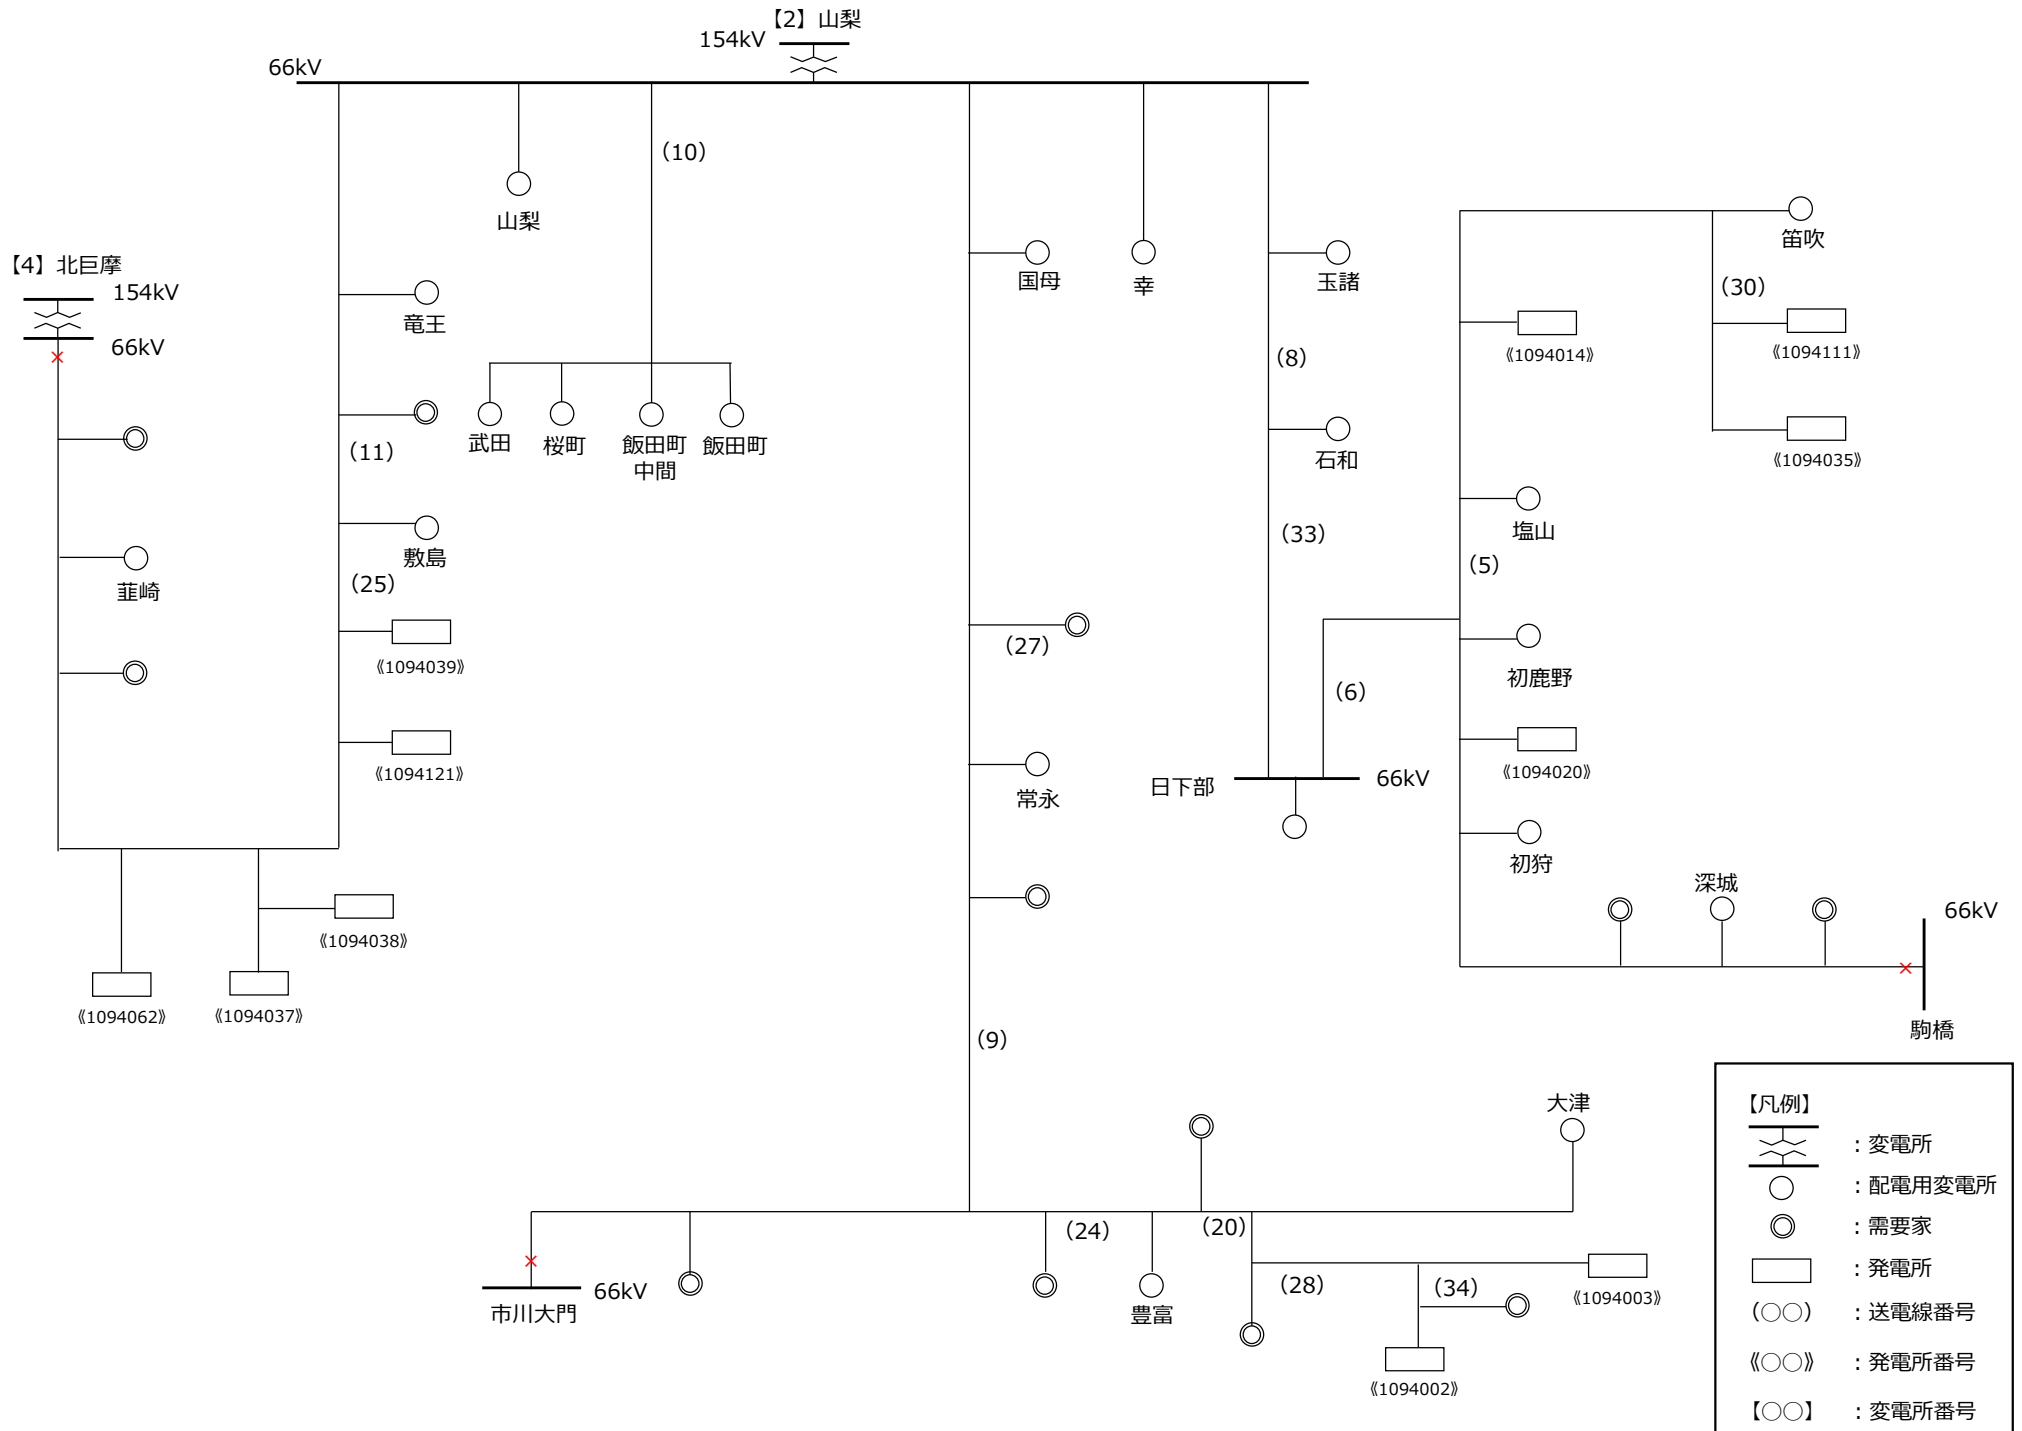 【2】山梨
154kV
66kV
(10)
山梨
【4】北巨摩
154kV
66kV
竜王
(11)
武田
桜町
飯田町
中間
飯田町
敷島
(25)
韮崎
《1094039》
《1094121》
《1094038》
《1094062》
《1094037》
国母
幸
玉諸
(8)
石和
(33)
(27)
常永
(6)
日下部
66kV
笛吹
(30)
《1094014》
《1094111》
《1094035》
塩山
(5)
初鹿野
《1094020》
初狩
深城
66kV
駒橋
(9)
大津
(24)
(20)
市川大門
66kV
豊富
(28)
(34)
《1094003》
《1094002》
【凡例】
:変電所
:配電用変電所
:需要家
:発電所
(○○) :送電線番号
《○○》 :発電所番号
【○○】 :変電所番号